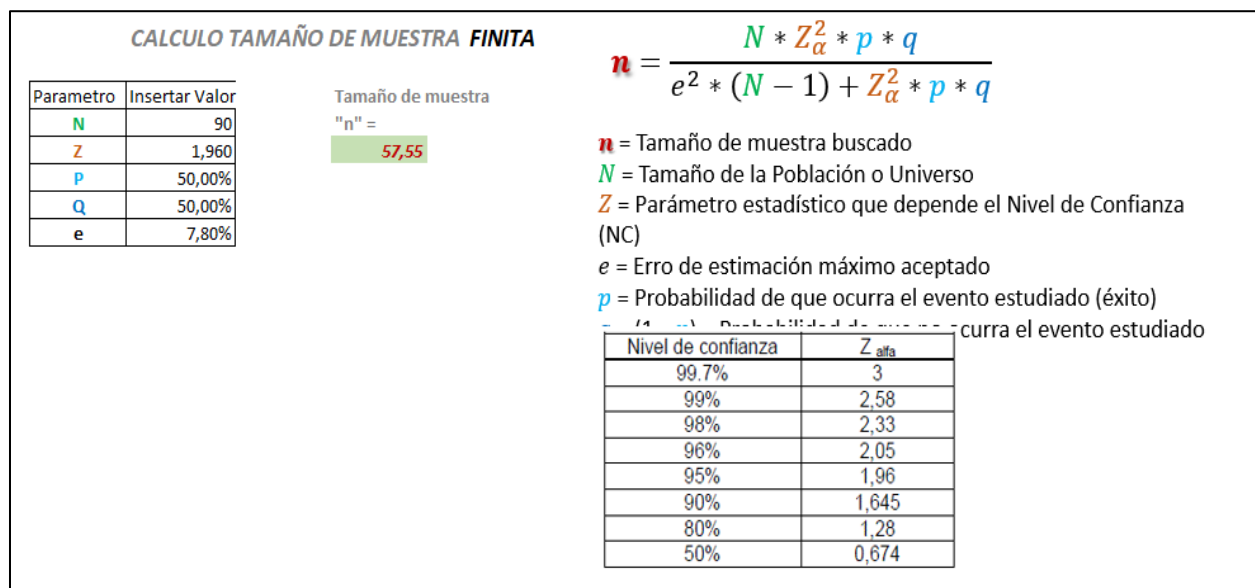 CALCULO TAMAÑO DE MUESTRA FINITA
Parametro Insertar Valor
N 90
Z 1,960
P 50,00%
Q 50,00%
e 7,80%
Tamaño de muestra
"n" =
57,55
n = N * Z²α * p * q / e² * (N − 1) + Z²α * p * q
n = Tamaño de muestra buscado
N = Tamaño de la Población o Universo
Z = Parámetro estadístico que depende el Nivel de Confianza
(NC)
e = Erro de estimación máximo aceptado
p = Probabilidad de que ocurra el evento estudiado (éxito)
curra el evento estudiado
Nivel de confianza Z alfa
99.7% 3
99% 2,58
98% 2,33
96% 2,05
95% 1,96
90% 1,645
80% 1,28
50% 0,674